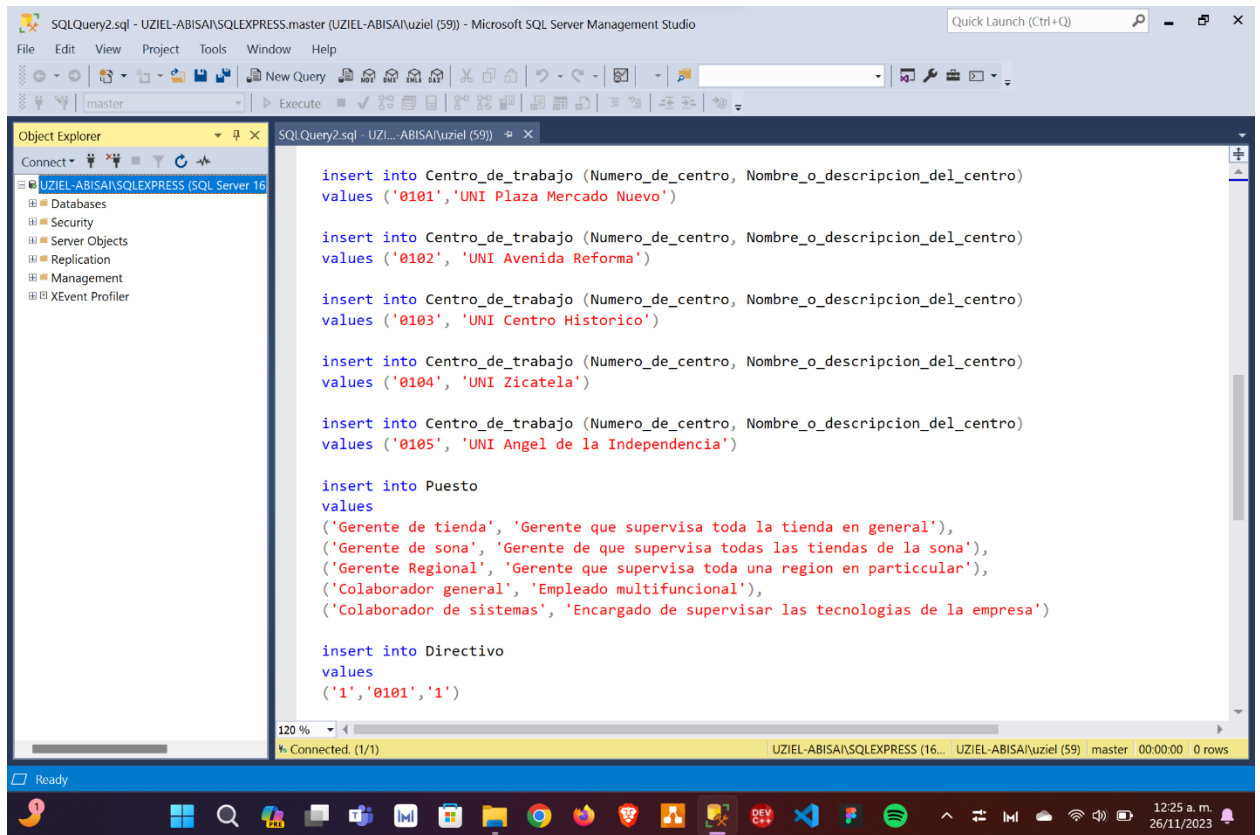 SQLQuery2.sql - UZIEL-ABISAI\SQLEXPRESS.master (UZIEL-ABISAI\uziel (59)) - Microsoft SQL Server Management Studio
Quick Launch (Ctrl+Q)
File Edit View Project Tools Window Help
New Query
master
Execute
Object Explorer
SQLQuery2.sql - UZI...-ABISAI\uziel (59))
Connect
UZIEL-ABISAI\SQLEXPRESS (SQL Server 16
Databases
Security
Server Objects
Replication
Management
XEvent Profiler
insert into Centro_de_trabajo (Numero_de_centro, Nombre_o_descripcion_del_centro)
values ('0101','UNI Plaza Mercado Nuevo')
insert into Centro_de_trabajo (Numero_de_centro, Nombre_o_descripcion_del_centro)
values ('0102', 'UNI Avenida Reforma')
insert into Centro_de_trabajo (Numero_de_centro, Nombre_o_descripcion_del_centro)
values ('0103', 'UNI Centro Historico')
insert into Centro_de_trabajo (Numero_de_centro, Nombre_o_descripcion_del_centro)
values ('0104', 'UNI Zicatela')
insert into Centro_de_trabajo (Numero_de_centro, Nombre_o_descripcion_del_centro)
values ('0105', 'UNI Angel de la Independencia')
insert into Puesto
values
('Gerente de tienda', 'Gerente que supervisa toda la tienda en general'),
('Gerente de sona', 'Gerente de que supervisa todas las tiendas de la sona'),
('Gerente Regional', 'Gerente que supervisa toda una region en particcular'),
('Colaborador general', 'Empleado multifuncional'),
('Colaborador de sistemas', 'Encargado de supervisar las tecnologias de la empresa')
insert into Directivo
values
('1','0101','1')
120 %
Connected. (1/1)
UZIEL-ABISAI\SQLEXPRESS (16... UZIEL-ABISAI\uziel (59) master 00:00:00 0 rows
Ready
1
PRE
DEV
C++
12:25 a. m.
26/11/2023